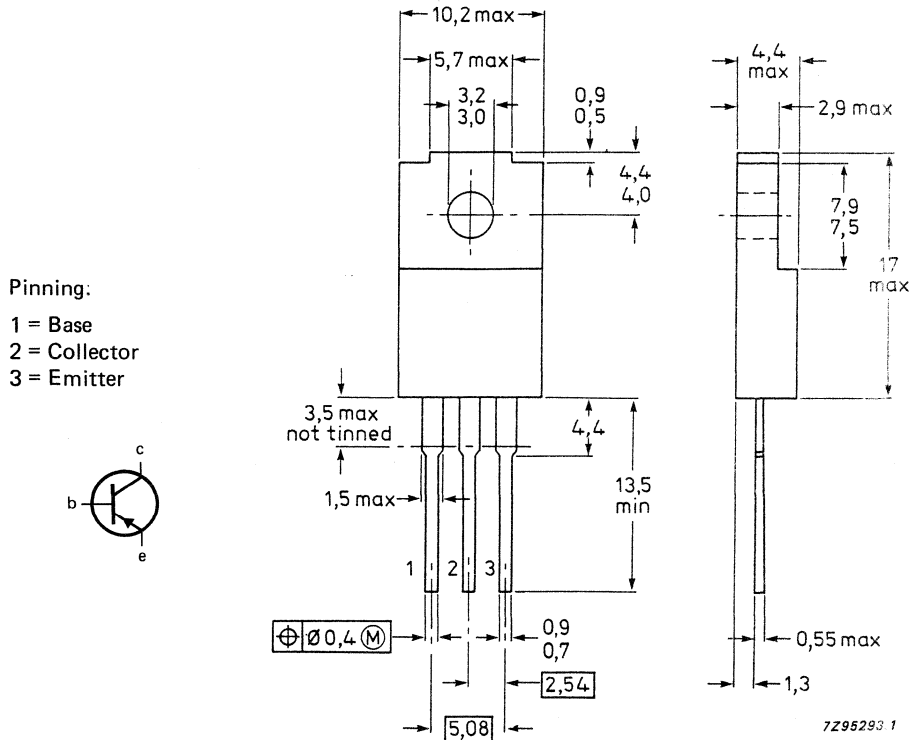 10,2 max
5,7 max
3,2
3,0
0,9
0,5
4,4
4,0
4,4
max
2,9 max
7,9
7,5
17
max
Pinning:
1 = Base
2 = Collector
3 = Emitter
c
b
e
3,5 max
not tinned
4,4
1,5 max
13,5
min
1
2
3
⌖ Ø 0,4 Ⓜ
0,9
0,7
2,54
5,08
0,55 max
1,3
7Z95293.1